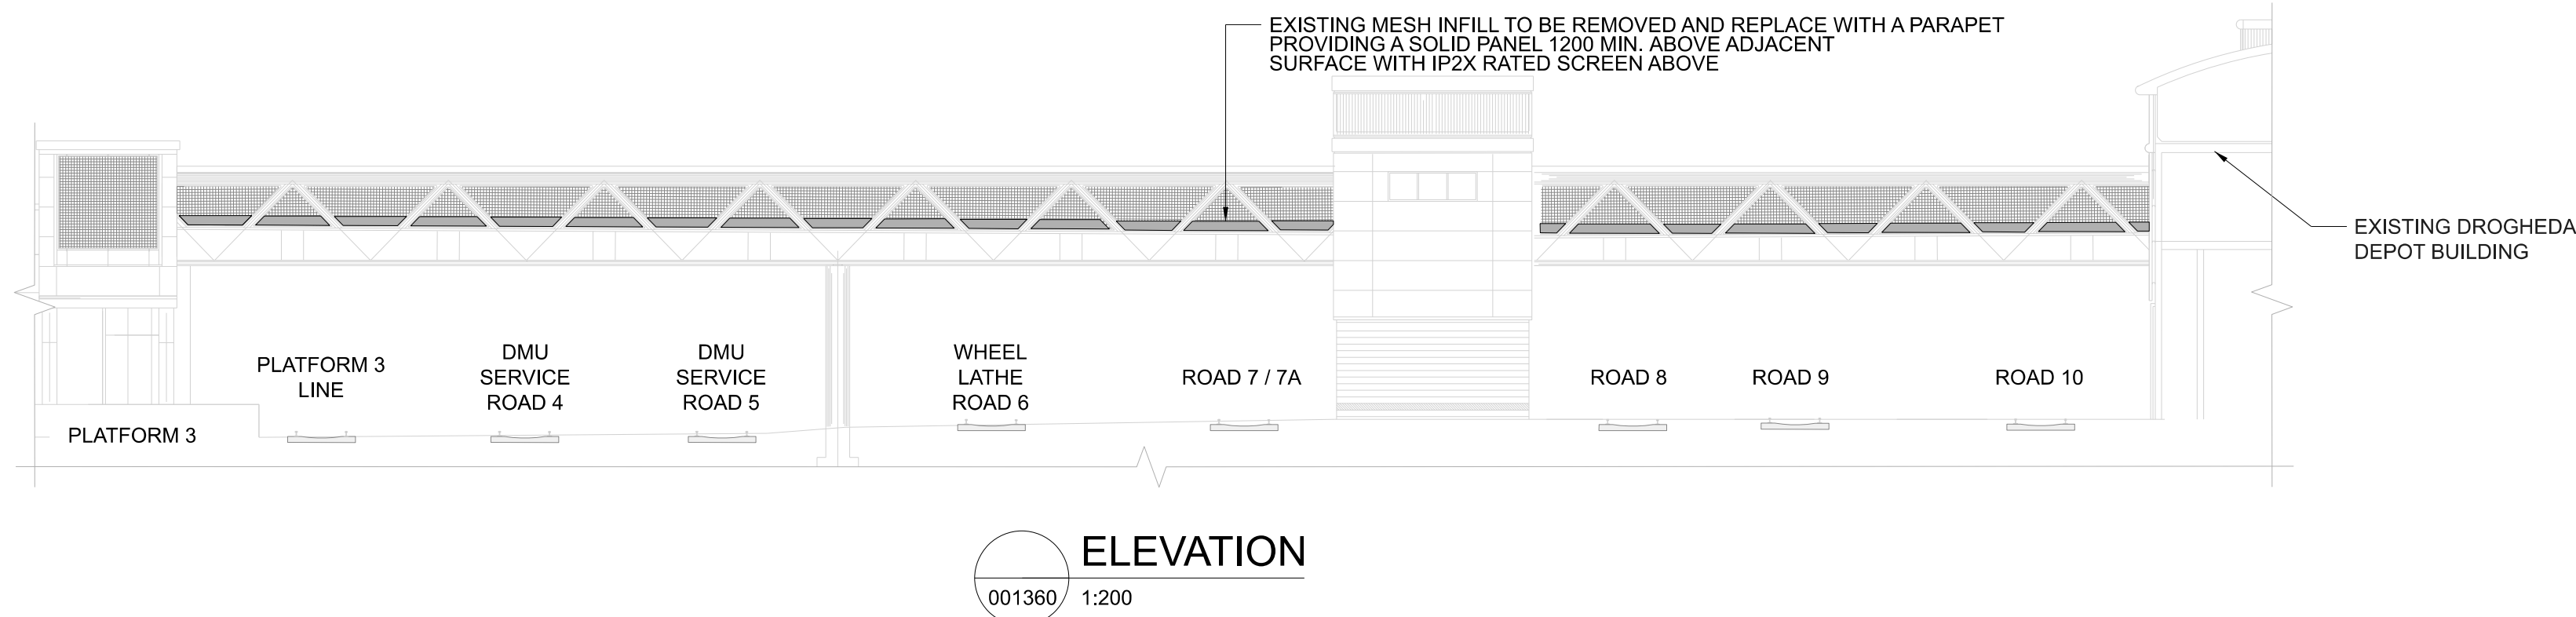 EXISTING MESH INFILL TO BE REMOVED AND REPLACE WITH A PARAPET
PROVIDING A SOLID PANEL 1200 MIN. ABOVE ADJACENT
SURFACE WITH IP2X RATED SCREEN ABOVE
EXISTING DROGHEDA
DEPOT BUILDING
PLATFORM 3
LINE
DMU
SERVICE
ROAD 4
DMU
SERVICE
ROAD 5
WHEEL
LATHE
ROAD 6
ROAD 7 / 7A
ROAD 8
ROAD 9
ROAD 10
PLATFORM 3
ELEVATION
001360
1:200